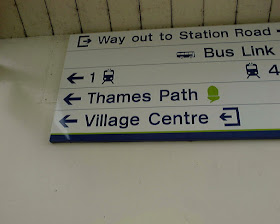 Way out to Station Road
Bus Link
1 4
Thames Path
Village Centre